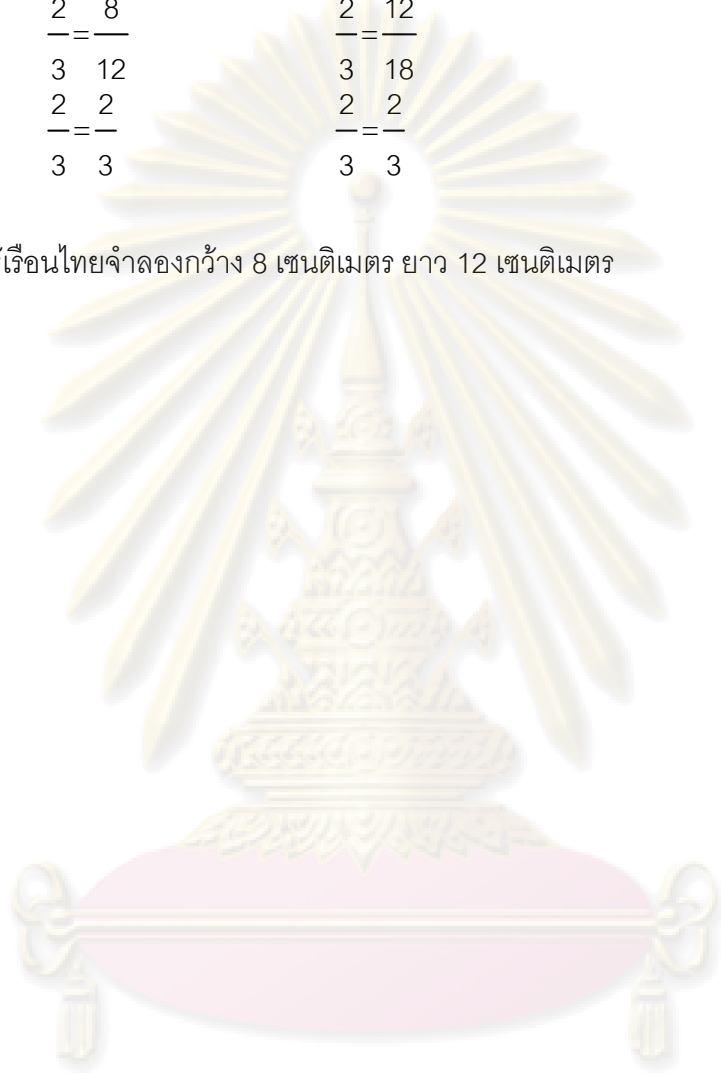 2/3 = 8/12 2/3 = 12/18
2/3 = 2/3 2/3 = 2/3
เรือนไทยจำลองกว้าง 8 เซนติเมตร ยาว 12 เซนติเมตร